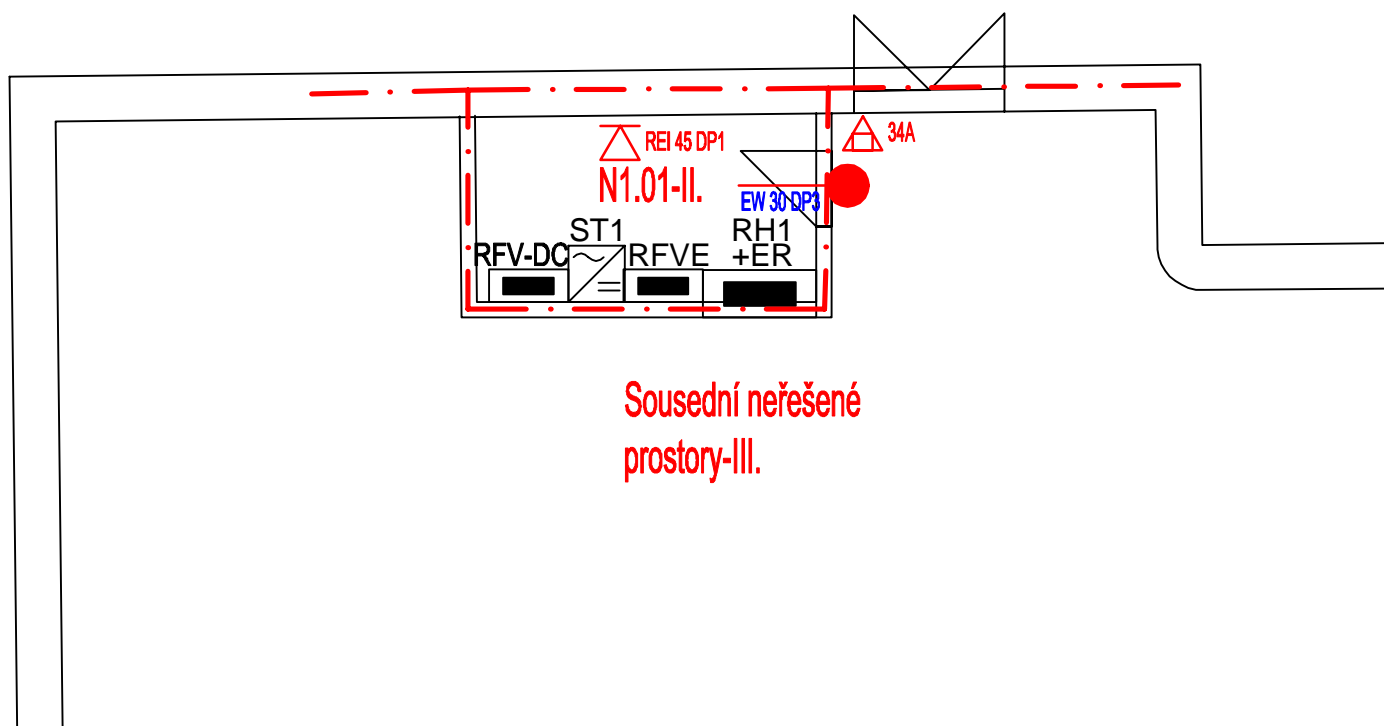 34A
REI 45 DP1
N1.01-II.
EW 30 DP3
ST1
RH1
RFV-DC
RFVE
+ER
Sousední neřešené
prostory-III.